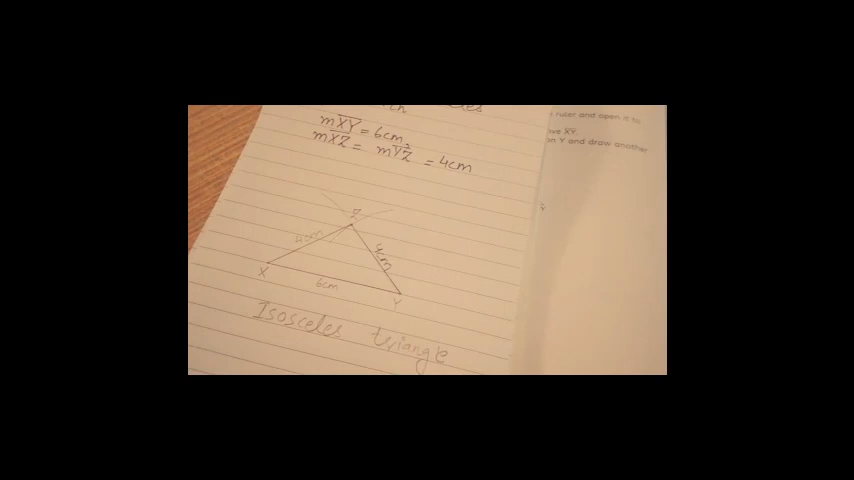 mXY = 6cm,
mXZ = mYZ = 4cm
Z
4cm
4cm
X
6cm
Y
Isosceles triangle
ruler and open it to
XY.
on Y and draw another